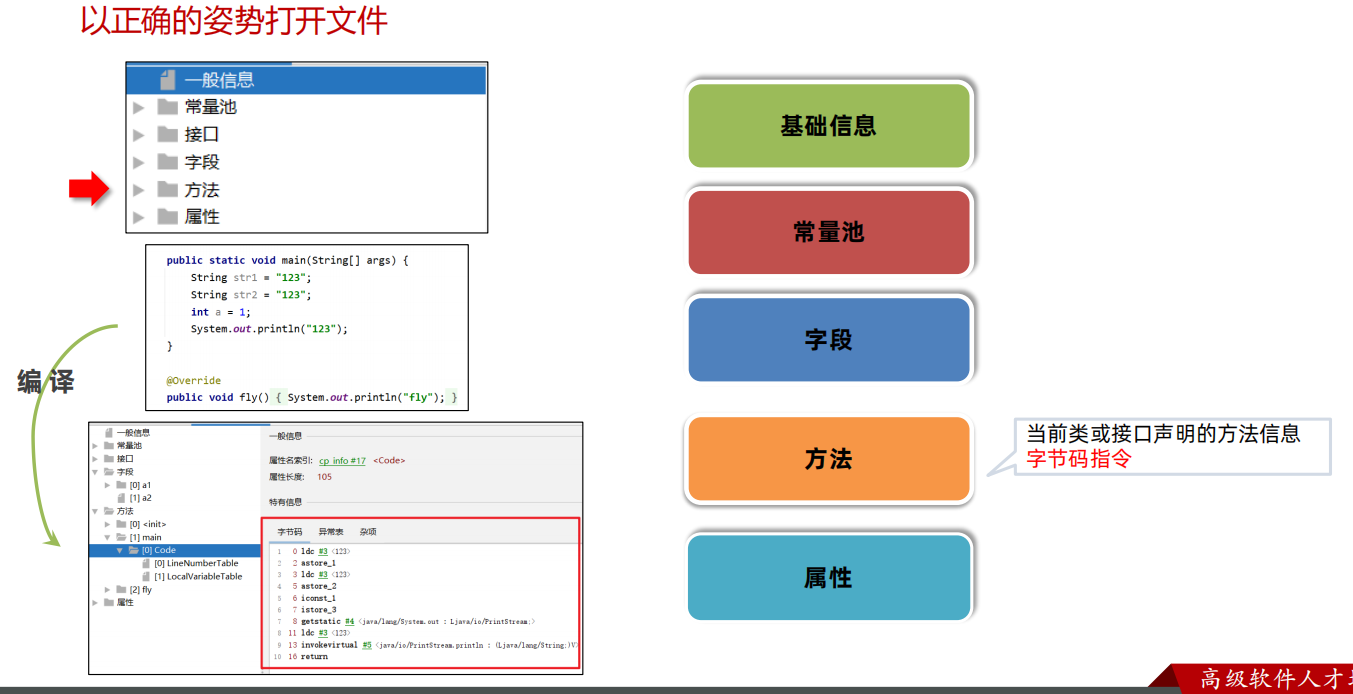 以正确的姿势打开文件
一般信息
常量池
接口
字段
方法
属性
public static void main(String[] args) {
String str1 = "123";
String str2 = "123";
int a = 1;
System.out.println("123");
}
@Override
public void fly() { System.out.println("fly"); }
编 译
一般信息
常量池
接口
字段
[0] a1
[1] a2
方法
[0] <init>
[1] main
[0] Code
[0] LineNumberTable
[1] LocalVariableTable
[2] fly
属性
一般信息
属性名索引: cp_info #17 <Code>
属性长度: 105
特有信息
字节码 异常表 杂项
1 0 ldc #3 <123>
2 2 astore_1
3 3 ldc #3 <123>
4 5 astore_2
5 6 iconst_1
6 7 istore_3
7 8 getstatic #4 <java/lang/System.out : Ljava/io/PrintStream;>
8 11 ldc #3 <123>
9 13 invokevirtual #5 <java/io/PrintStream.println : (Ljava/lang/String;)V>
10 16 return
基础信息
常量池
字段
方法
当前类或接口声明的方法信息
字节码指令
属性
高级软件人才